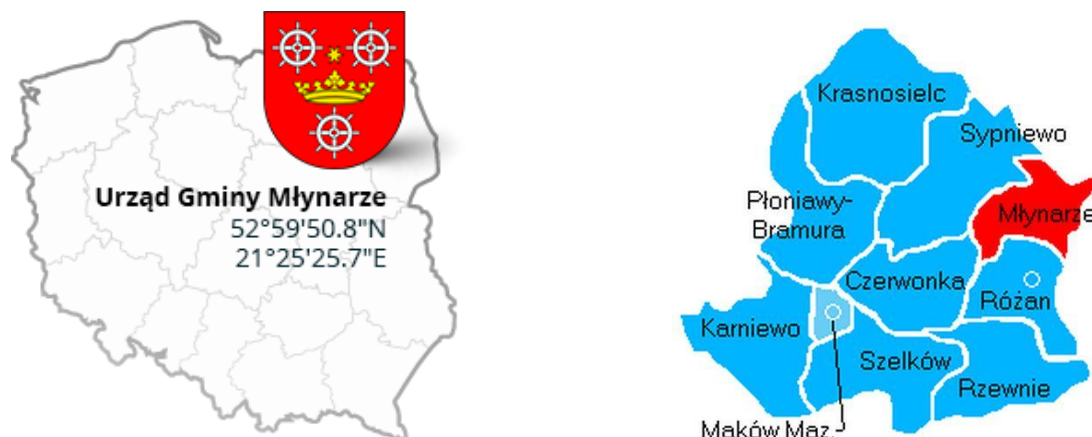 Urząd Gminy Młynarze
52°59'50.8"N
21°25'25.7"E
Krasnosielc
Sypniewo
Płoniawy-
Bramura
Młynarze
Czerwonka
Różan
Karniewo
Szelków
Rzewnie
Maków Maz.